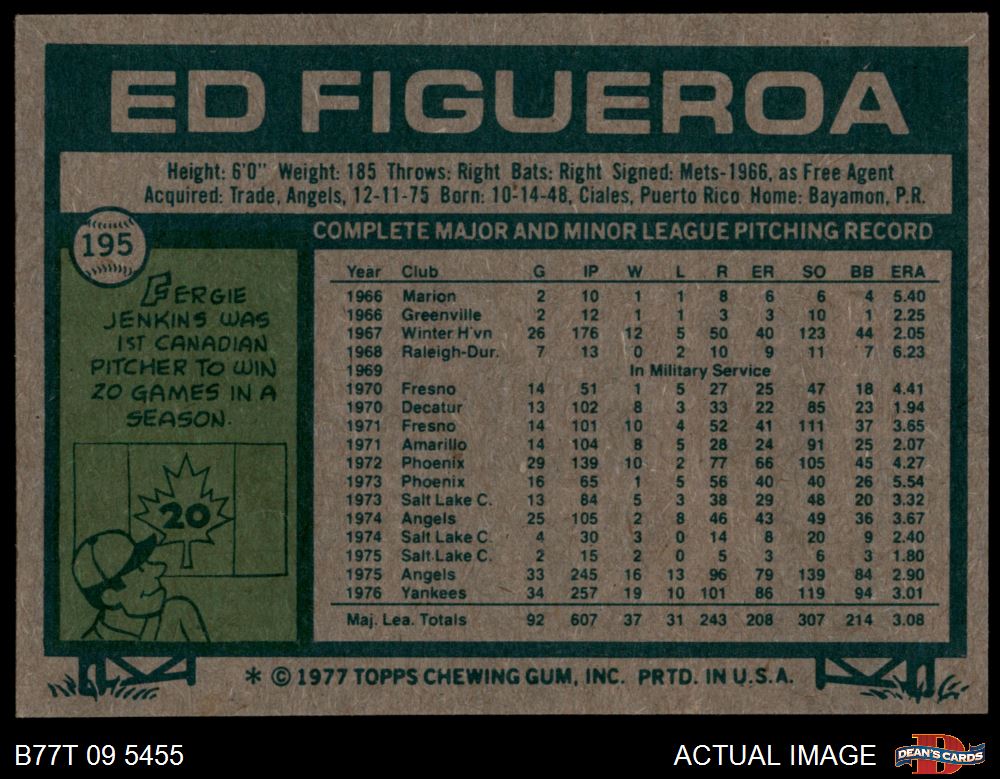 ED FIGUEROA
Height: 6'0" Weight: 185 Throws: Right Bats: Right Signed: Mets-1966, as Free Agent
Acquired: Trade, Angels, 12-11-75 Born: 10-14-48, Ciales, Puerto Rico Home: Bayamon, P.R.
195
FERGIE
JENKINS WAS
1ST CANADIAN
PITCHER TO WIN
20 GAMES IN A
SEASON.
20
COMPLETE MAJOR AND MINOR LEAGUE PITCHING RECORD
Year Club G IP W L R ER SO BB ERA
1966 Marion 2 10 1 1 8 6 6 4 5.40
1966 Greenville 2 12 1 1 3 3 10 1 2.25
1967 Winter H'vn 26 176 12 5 50 40 123 44 2.05
1968 Raleigh-Dur. 7 13 0 2 10 9 11 7 6.23
1969 In Military Service
1970 Fresno 14 51 1 5 27 25 47 18 4.41
1970 Decatur 13 102 8 3 33 22 85 23 1.94
1971 Fresno 14 101 10 4 52 41 111 37 3.65
1971 Amarillo 14 104 8 5 28 24 91 25 2.07
1972 Phoenix 29 139 10 2 77 66 105 45 4.27
1973 Phoenix 16 65 1 5 56 40 40 26 5.54
1973 Salt Lake C. 13 84 5 3 38 29 48 20 3.32
1974 Angels 25 105 2 8 46 43 49 36 3.67
1974 Salt Lake C. 4 30 3 0 14 8 20 9 2.40
1975 Salt Lake C. 2 15 2 0 5 3 6 3 1.80
1975 Angels 33 245 16 13 96 79 139 84 2.90
1976 Yankees 34 257 19 10 101 86 119 94 3.01
Maj. Lea. Totals 92 607 37 31 243 208 307 214 3.08
* © 1977 TOPPS CHEWING GUM, INC. PRTD. IN U.S.A.
B77T 09 5455
ACTUAL IMAGE
D
DEAN'S CARDS